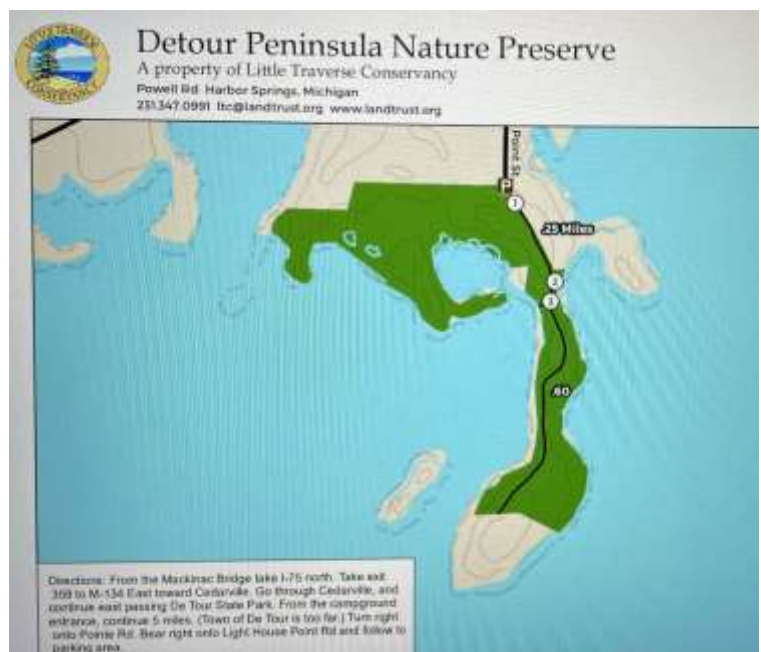 LITTLE TRAVERSE
CONSERVANCY
Detour Peninsula Nature Preserve
A property of Little Traverse Conservancy
Powell Rd Harbor Springs, Michigan
231.347.0991 ltc@landtrust.org www.landtrust.org
Point St
P
1
.25 Miles
2
3
.80
Directions: From the Mackinac Bridge take I-75 north. Take exit
359 to M-134 East toward Cedarville. Go through Cedarville, and
continue east passing De Tour State Park. From the campground
entrance, continue 5 miles. (Town of De Tour is too far.) Turn right
onto Pointe Rd. Bear right onto Light House Point Rd and follow to
parking area.